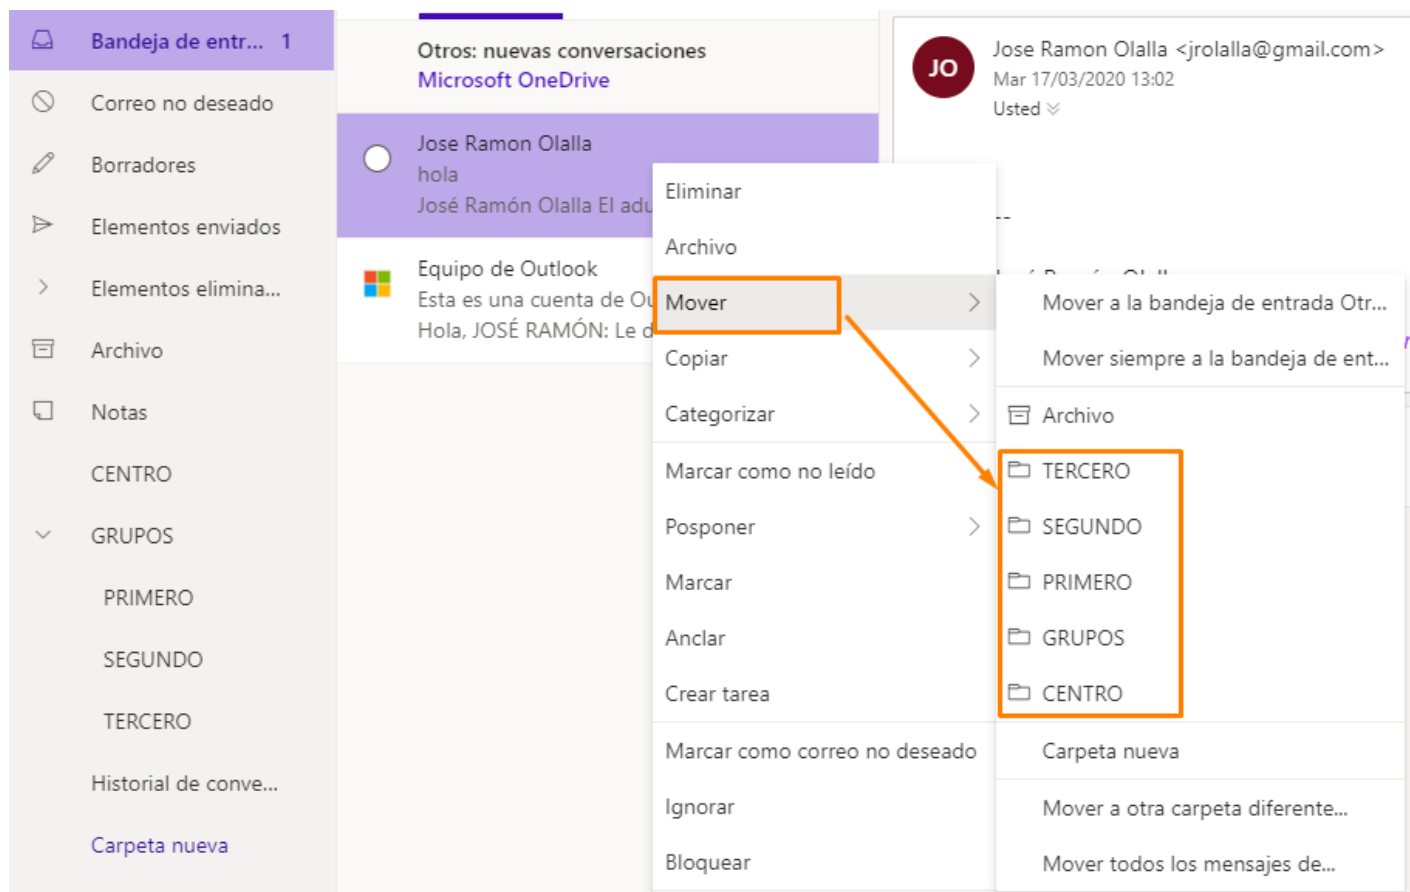 Bandeja de entr... 1
Correo no deseado
Borradores
Elementos enviados
Elementos elimina...
Archivo
Notas
CENTRO
GRUPOS
PRIMERO
SEGUNDO
TERCERO
Historial de conve...
Carpeta nueva
Otros: nuevas conversaciones
Microsoft OneDrive
Jose Ramon Olalla
hola
José Ramón Olalla El adu
Equipo de Outlook
Esta es una cuenta de Ou
Hola, JOSÉ RAMÓN: Le d
JO
Jose Ramon Olalla <jrolalla@gmail.com>
Mar 17/03/2020 13:02
Usted
--
Eliminar
Archivo
Mover
Copiar
Categorizar
Marcar como no leído
Posponer
Marcar
Anclar
Crear tarea
Marcar como correo no deseado
Ignorar
Bloquear
Mover a la bandeja de entrada Otr...
Mover siempre a la bandeja de ent...
Archivo
TERCERO
SEGUNDO
PRIMERO
GRUPOS
CENTRO
Carpeta nueva
Mover a otra carpeta diferente...
Mover todos los mensajes de...